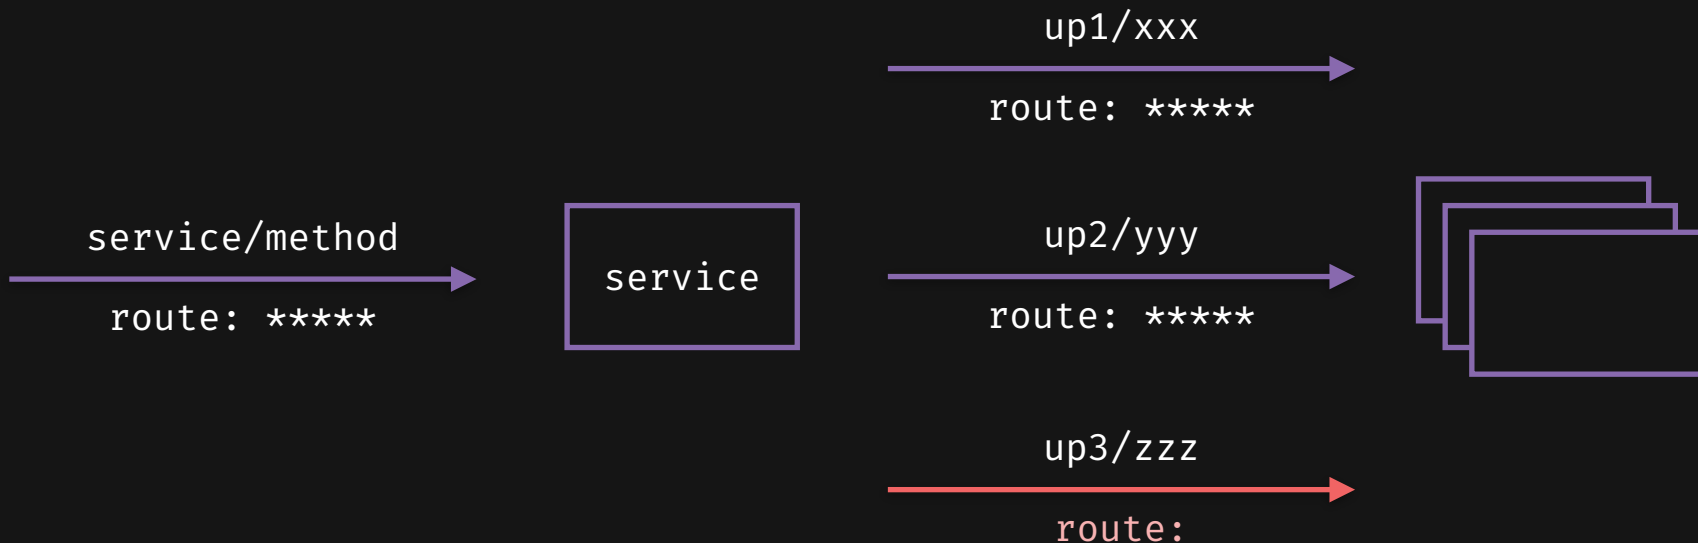 up1/xxx
route: *****
service/method
route: *****
service
up2/yyy
route: *****
up3/zzz
route: